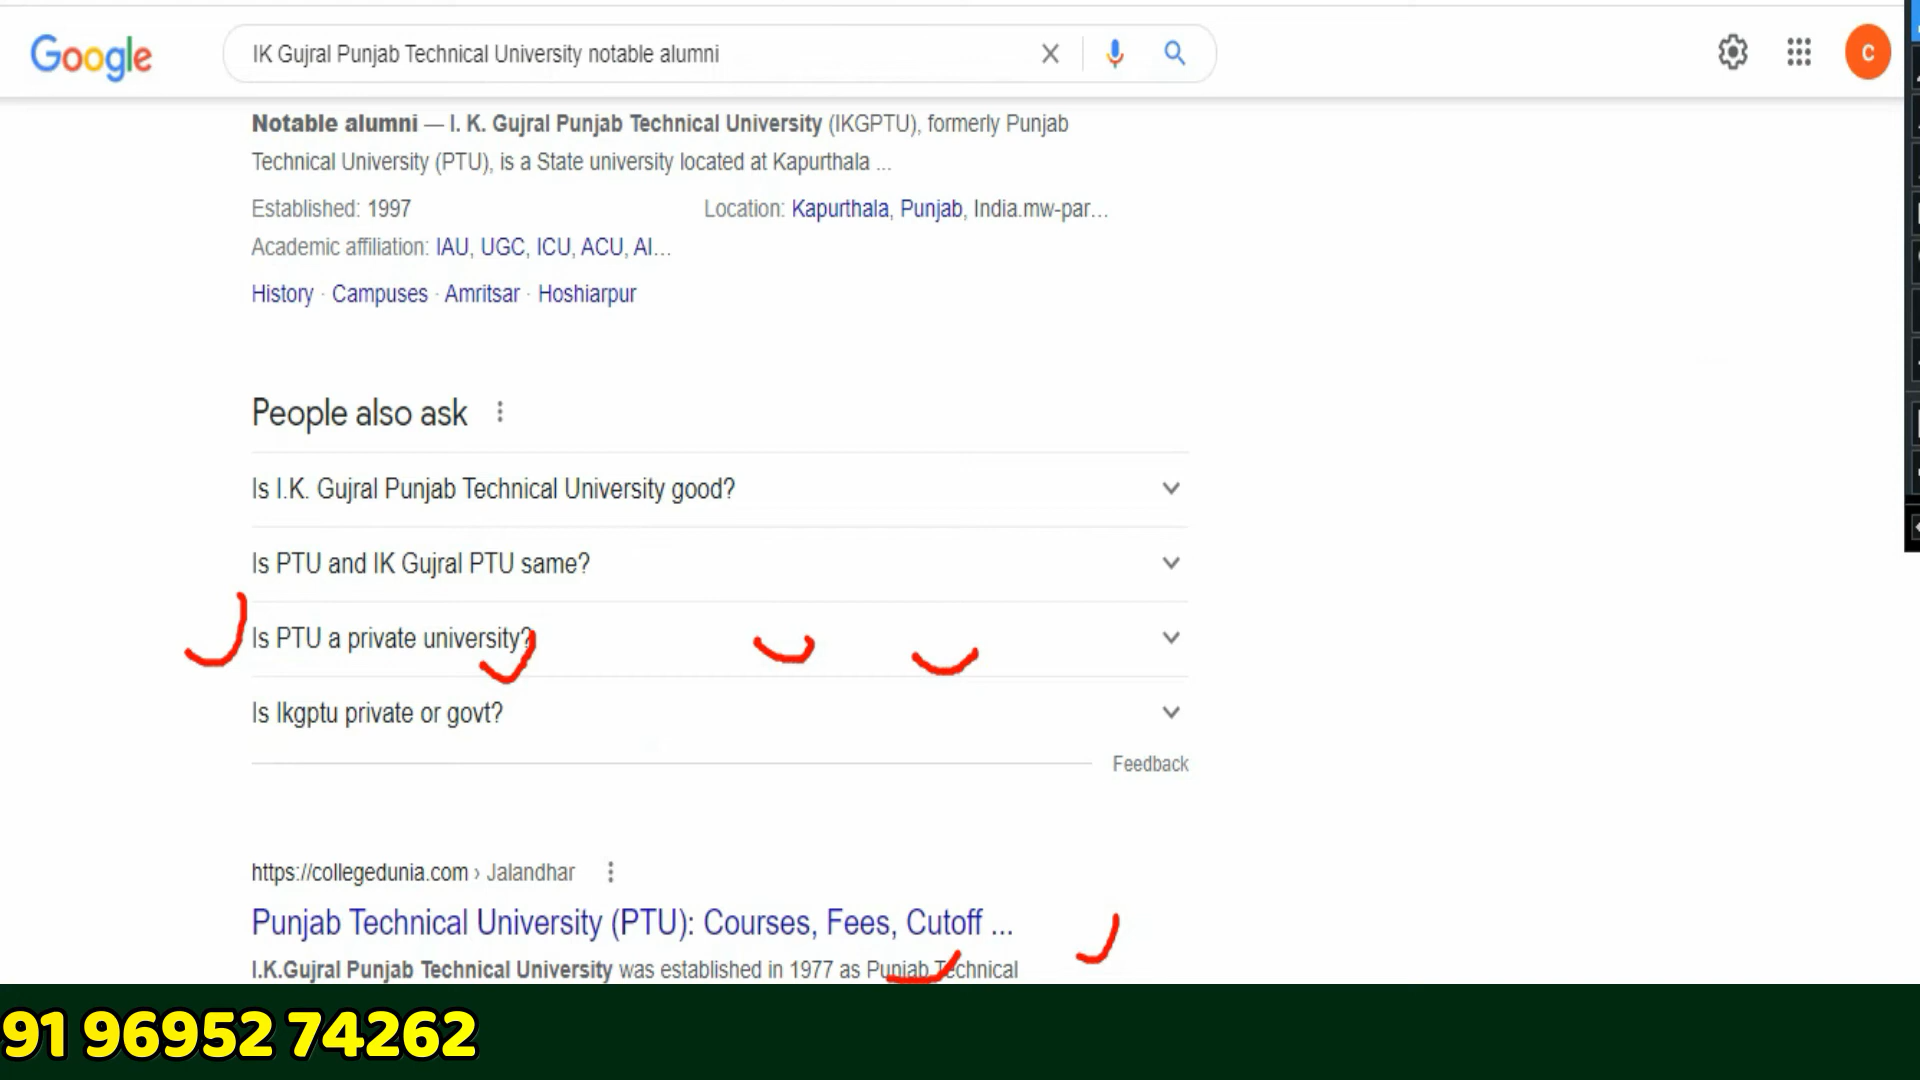 Google
IK Gujral Punjab Technical University notable alumni
C
Notable alumni — I. K. Gujral Punjab Technical University (IKGPTU), formerly Punjab
Technical University (PTU), is a State university located at Kapurthala ...
Established: 1997 Location: Kapurthala, Punjab, India.mw-par...
Academic affiliation: IAU, UGC, ICU, ACU, AI...
History · Campuses · Amritsar · Hoshiarpur
People also ask
Is I.K. Gujral Punjab Technical University good?
Is PTU and IK Gujral PTU same?
Is PTU a private university?
Is Ikgptu private or govt?
Feedback
https://collegedunia.com › Jalandhar
Punjab Technical University (PTU): Courses, Fees, Cutoff ...
I.K.Gujral Punjab Technical University was established in 1977 as Punjab Technical
91 96952 74262